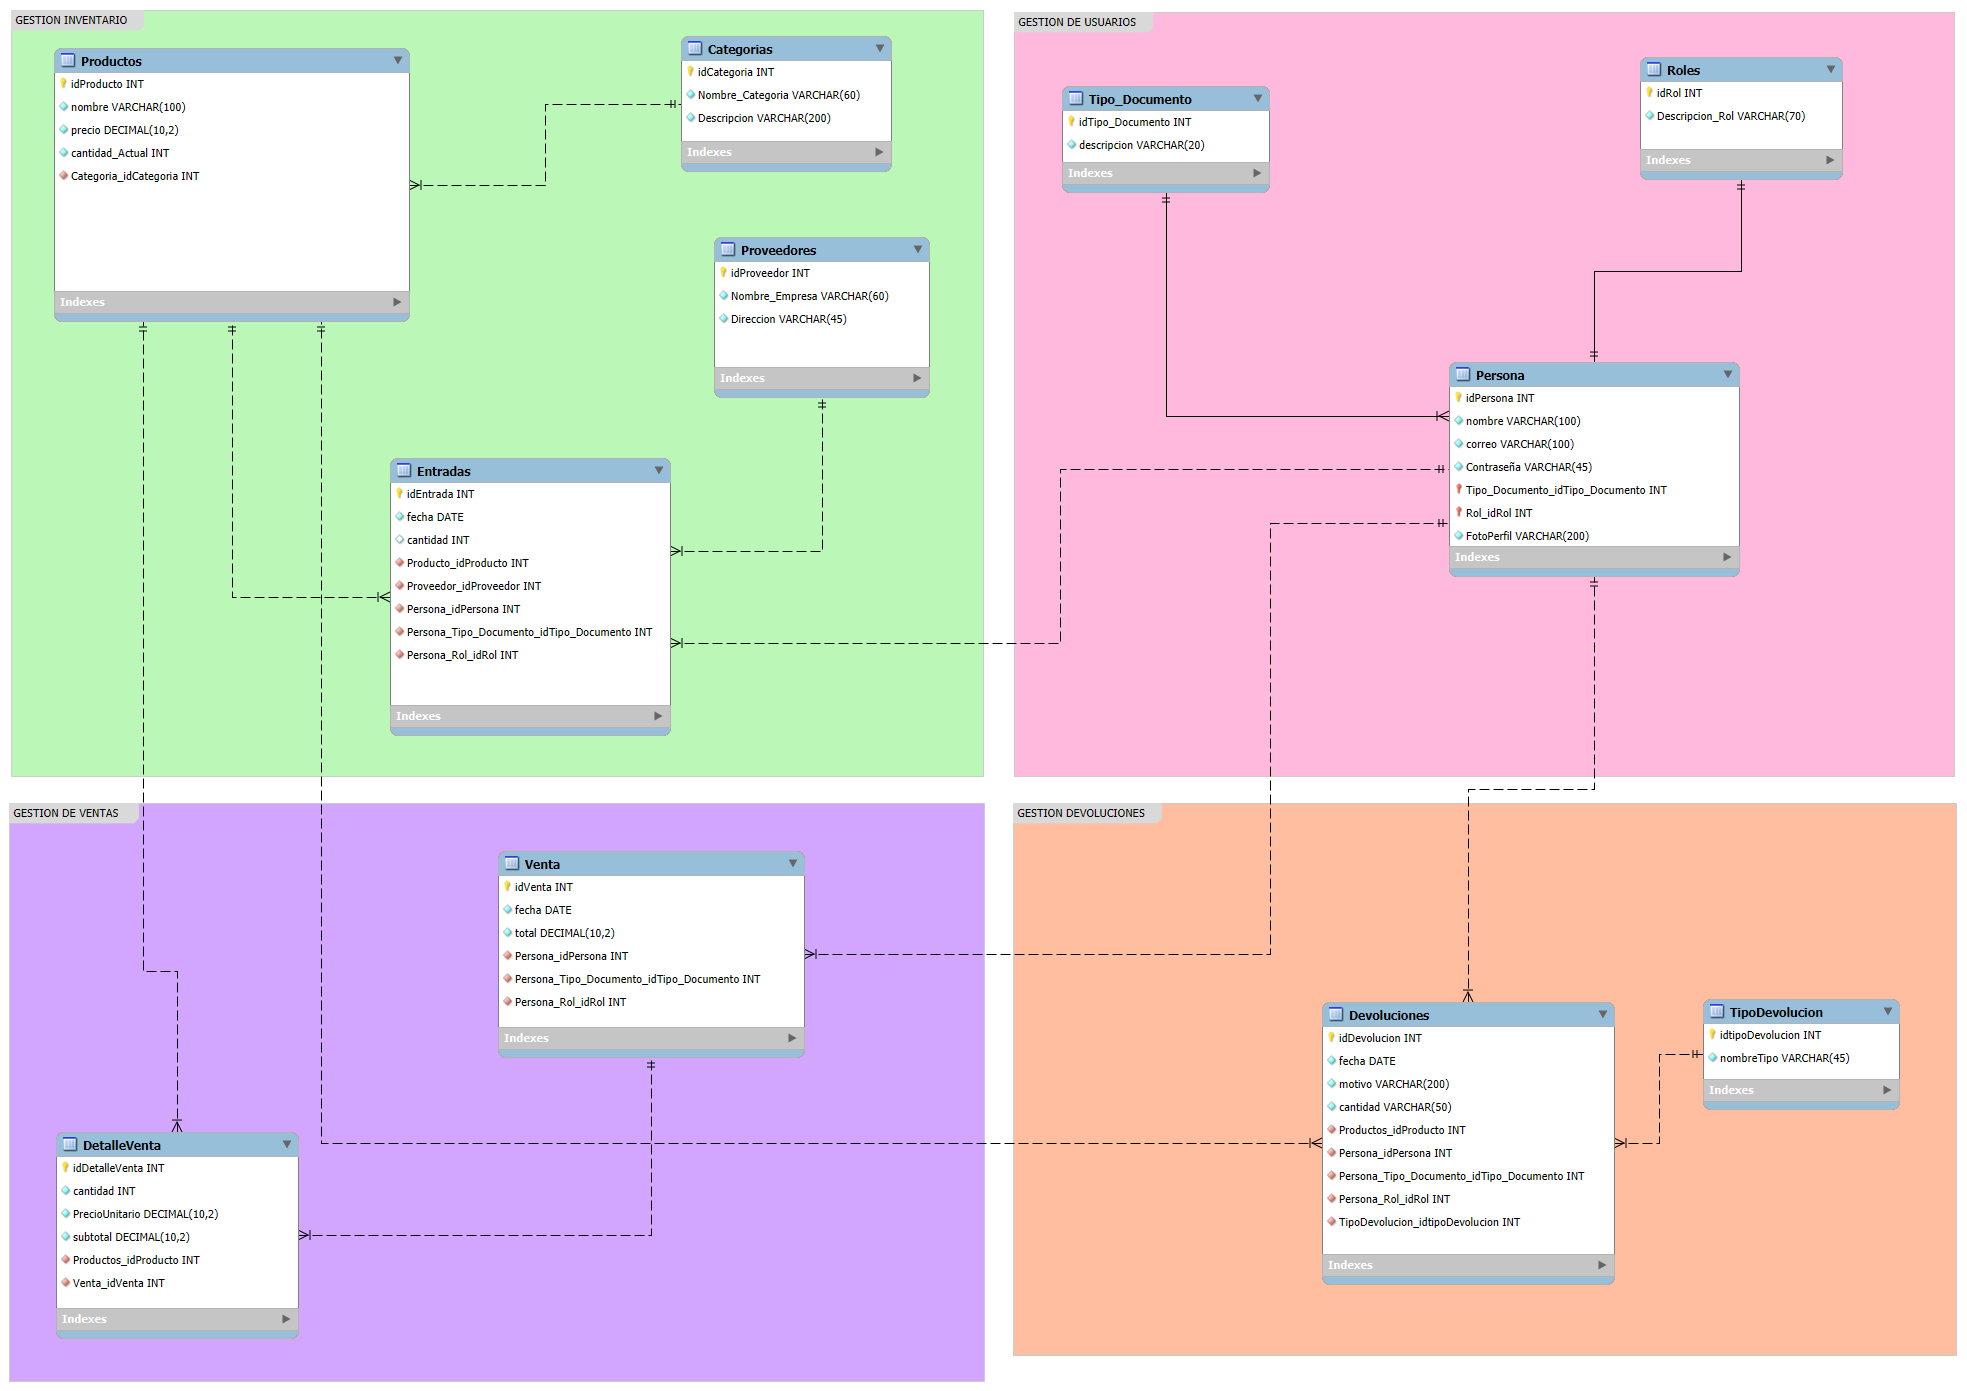 GESTION INVENTARIO
Productos
idProducto INT
nombre VARCHAR(100)
precio DECIMAL(10,2)
cantidad_Actual INT
Categoria_idCategoria INT
Indexes
Categorias
idCategoria INT
Nombre_Categoria VARCHAR(60)
Descripcion VARCHAR(200)
Indexes
Proveedores
idProveedor INT
Nombre_Empresa VARCHAR(60)
Direccion VARCHAR(45)
Indexes
Entradas
idEntrada INT
fecha DATE
cantidad INT
Producto_idProducto INT
Proveedor_idProveedor INT
Persona_idPersona INT
Persona_Tipo_Documento_idTipo_Documento INT
Persona_Rol_idRol INT
Indexes
GESTION DE USUARIOS
Tipo_Documento
idTipo_Documento INT
descripcion VARCHAR(20)
Indexes
Roles
idRol INT
Descripcion_Rol VARCHAR(70)
Indexes
Persona
idPersona INT
nombre VARCHAR(100)
correo VARCHAR(100)
Contraseña VARCHAR(45)
Tipo_Documento_idTipo_Documento INT
Rol_idRol INT
FotoPerfil VARCHAR(200)
Indexes
GESTION DE VENTAS
Venta
idVenta INT
fecha DATE
total DECIMAL(10,2)
Persona_idPersona INT
Persona_Tipo_Documento_idTipo_Documento INT
Persona_Rol_idRol INT
Indexes
DetalleVenta
idDetalleVenta INT
cantidad INT
PrecioUnitario DECIMAL(10,2)
subtotal DECIMAL(10,2)
Productos_idProducto INT
Venta_idVenta INT
Indexes
GESTION DEVOLUCIONES
Devoluciones
idDevolucion INT
fecha DATE
motivo VARCHAR(200)
cantidad VARCHAR(50)
Productos_idProducto INT
Persona_idPersona INT
Persona_Tipo_Documento_idTipo_Documento INT
Persona_Rol_idRol INT
TipoDevolucion_idtipoDevolucion INT
Indexes
TipoDevolucion
idtipoDevolucion INT
nombreTipo VARCHAR(45)
Indexes